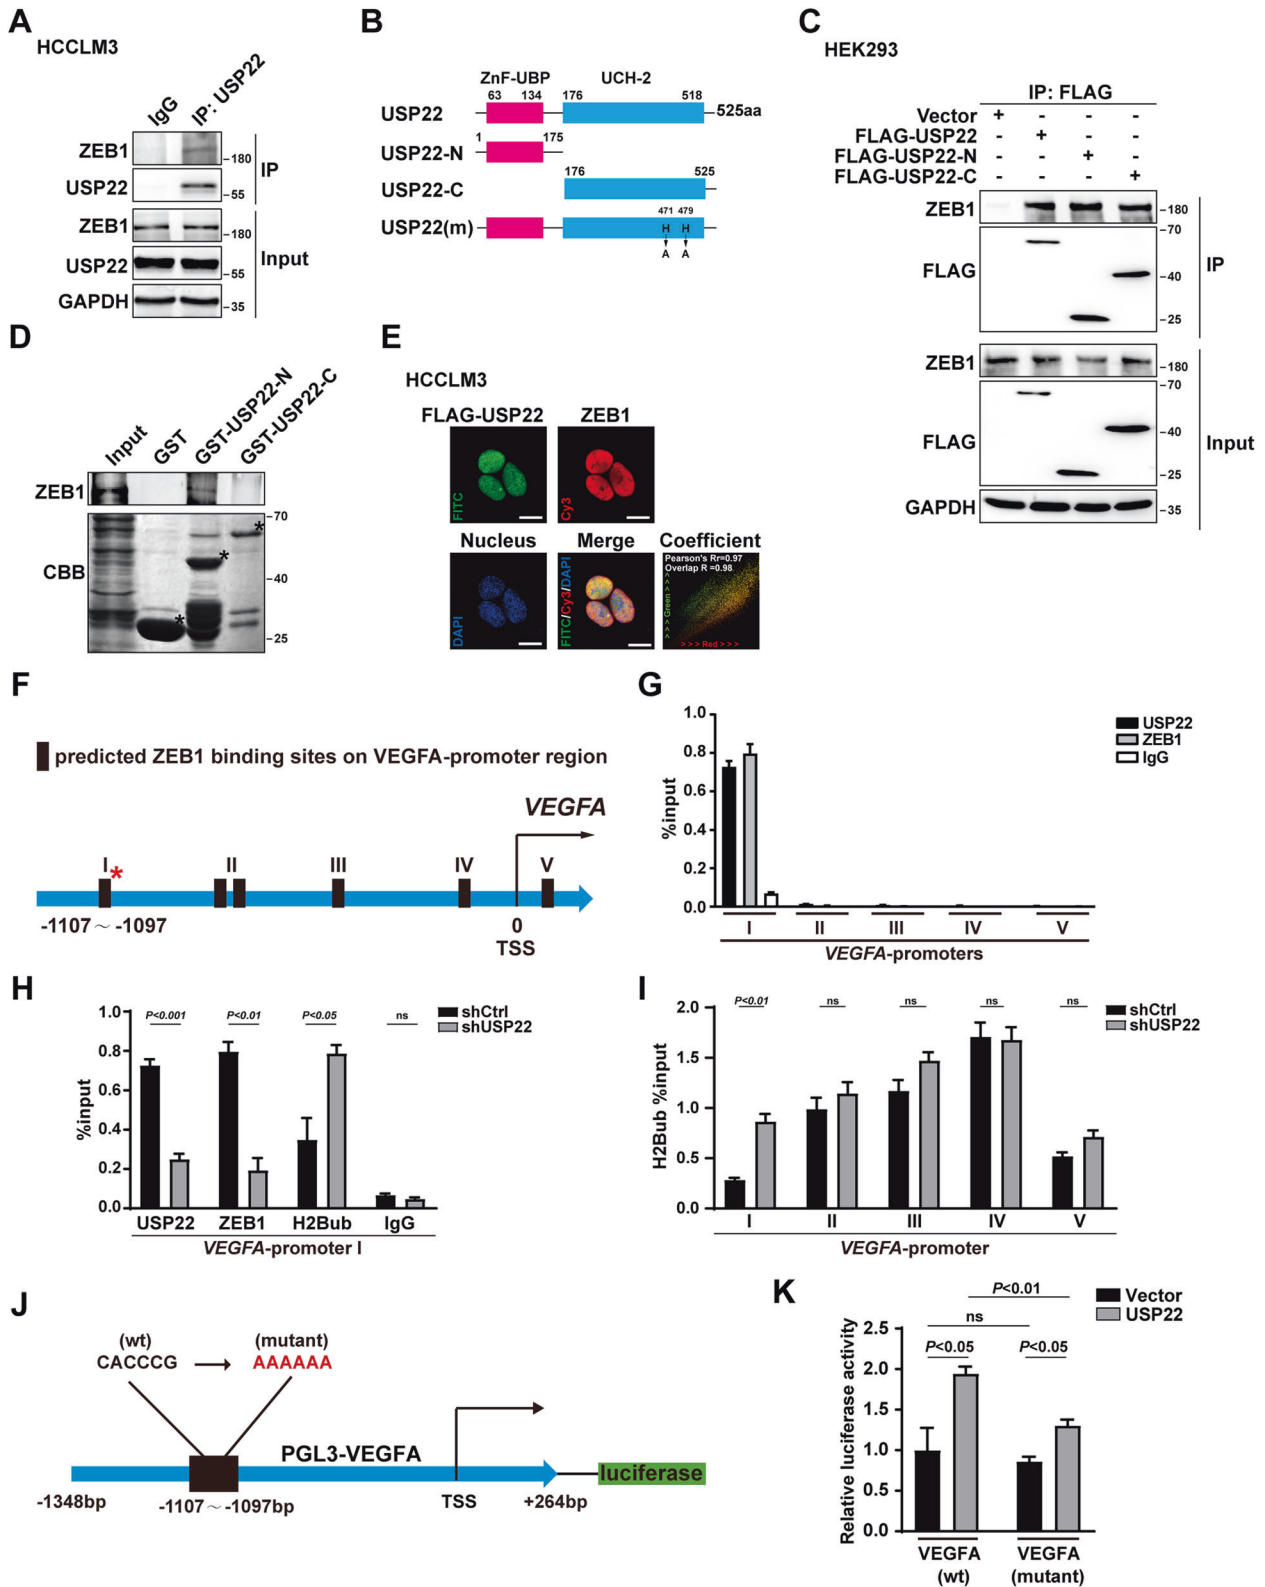 A
HCCLM3
IgG
IP: USP22
ZEB1
-180
USP22
-55
IP
ZEB1
-180
USP22
-55
GAPDH
-35
Input
B
ZnF-UBP UCH-2
63 134 176 518
USP22 525aa
1 175
USP22-N
176 525
USP22-C
471 479
USP22(m) H H
A A
C
HEK293
IP: FLAG
Vector + - - -
FLAG-USP22 - + - -
FLAG-USP22-N - - + -
FLAG-USP22-C - - - +
ZEB1 -180
-70
FLAG -40
-25
IP
ZEB1 -180
-70
FLAG -40
-25
GAPDH -35
Input
D
Input
GST
GST-USP22-N
GST-USP22-C
ZEB1
-70
*
*
CBB -40
*
-25
E
HCCLM3
FLAG-USP22 ZEB1
FITC
Cy3
Nucleus Merge Coefficient
DAPI
FITC/Cy3/DAPI
Pearson's Rr=0.97
Overlap R =0.98
< < < Green < < <
> > > Red > > >
F
predicted ZEB1 binding sites on VEGFA-promoter region
VEGFA
I * II III IV V
-1107 ~ -1097 0
TSS
G
%input
1.0
0.8
0.6
0.4
0.2
0.0
USP22
ZEB1
IgG
I II III IV V
VEGFA-promoters
H
%input
1.0
0.8
0.6
0.4
0.2
0.0
P<0.001 P<0.01 P<0.05 ns
shCtrl
shUSP22
USP22 ZEB1 H2Bub IgG
VEGFA-promoter I
I
H2Bub %input
2.0
1.5
1.0
0.5
0.0
P<0.01 ns ns ns ns
shCtrl
shUSP22
I II III IV V
VEGFA-promoter
J
(wt) (mutant)
CACCCG AAAAAA
PGL3-VEGFA
luciferase
-1348bp -1107 ~ -1097bp TSS +264bp
K
Relative luciferase activity
2.5
2.0
1.5
1.0
0.5
0.0
Vector
USP22
P<0.01
ns
P<0.05 P<0.05
VEGFA VEGFA
(wt) (mutant)